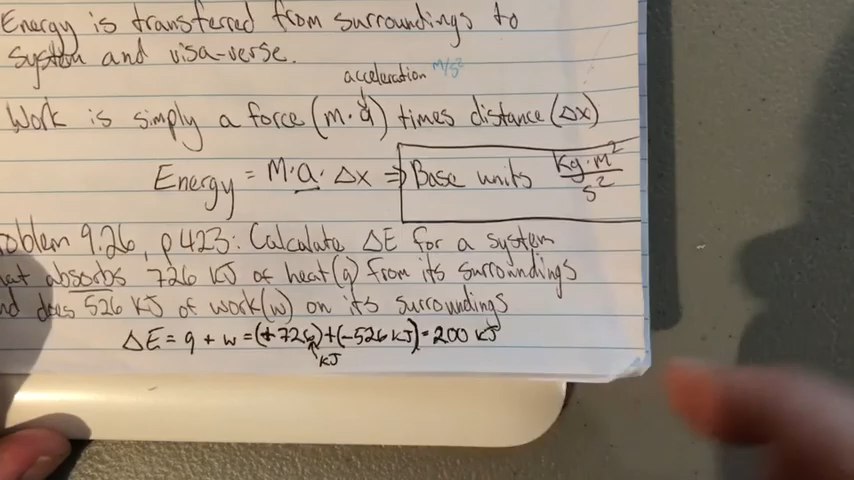 Energy is transferred from surroundings to
system and visa-verse.
acceleration m/s²
Work is simply a force (m·a) times distance (Δx)
Energy = m·a·Δx ⇒ Base units kg·m²/s²
oblem 9.26, p423: Calculate ΔE for a system
hat absorbs 726 KJ of heat(q) from its surroundings
nd does 526 KJ of work(w) on its surroundings
ΔE = q + w = (+726)+(-526 KJ) = 200 KJ
KJ